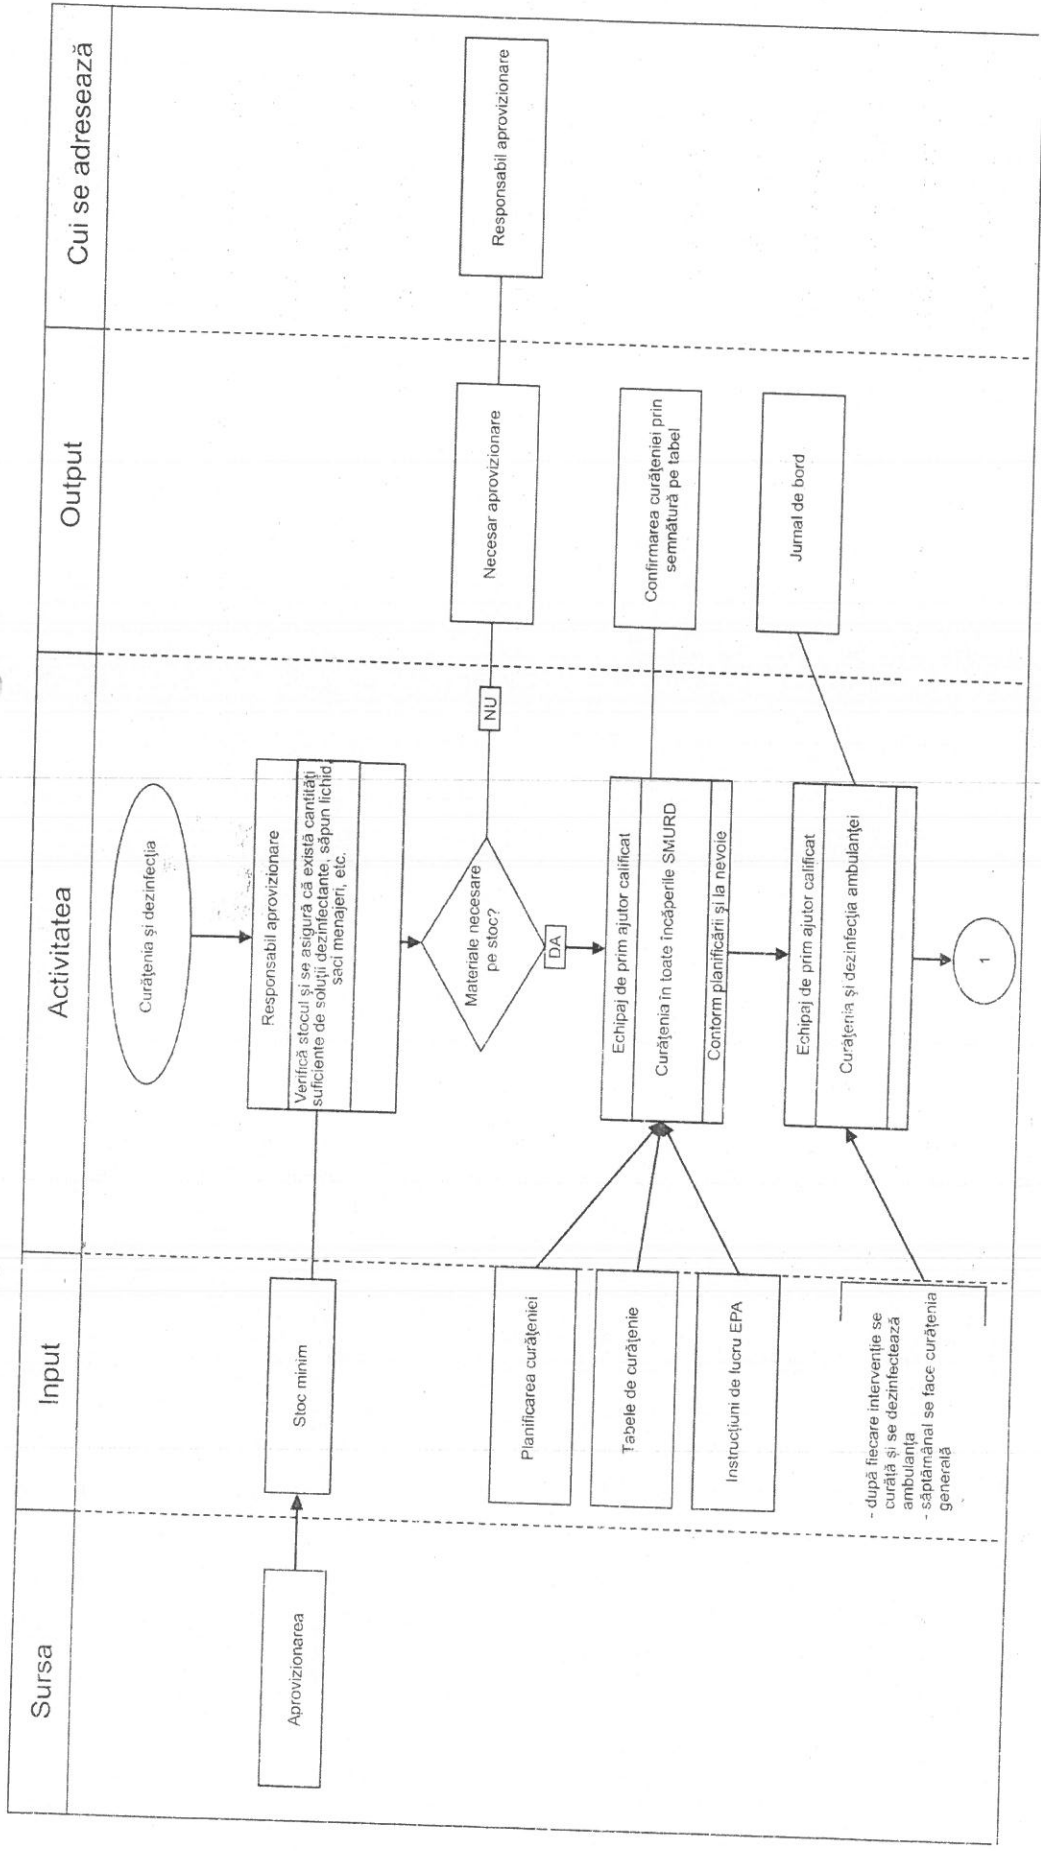 Sursa
Input
Activitatea
Output
Cui se adresează
Curățenia și dezinfecția
Aprovizionarea
Stoc minim
Responsabil aprovizionare
Verifică stocul și se asigură că există cantități
suficiente de soluții dezinfectante, săpun lichid,
saci menajeri, etc.
Materiale necesare
pe stoc?
NU
Necesar aprovizionare
Responsabil aprovizionare
DA
Planificarea curățeniei
Tabele de curățenie
Instrucțiuni de lucru EPA
Echipaj de prim ajutor calificat
Curățenia în toate încăperile SMURD
Conform planificării și la nevoie
Confirmarea curățeniei prin
semnătură pe tabel
- după fiecare intervenție se
curăță și se dezinfectează
ambulanța
- săptămânal se face curățenia
generală
Echipaj de prim ajutor calificat
Curățenia și dezinfecția ambulanței
Jurnal de bord
1